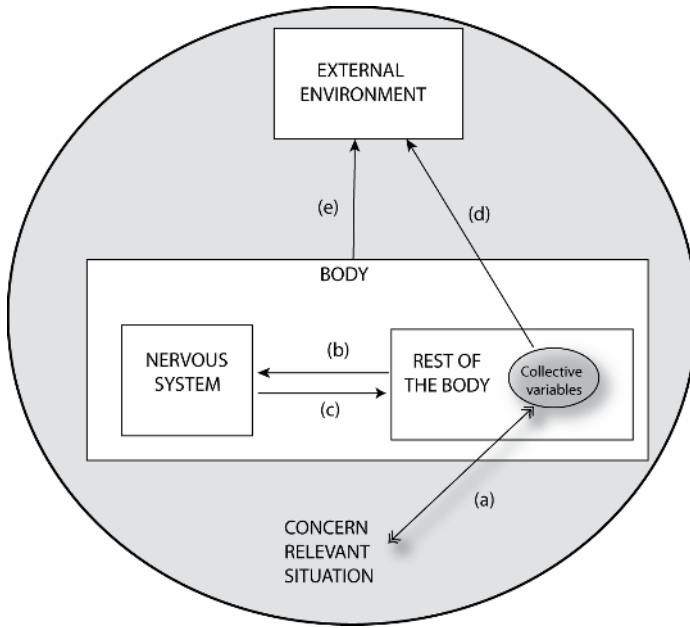 EXTERNAL
ENVIRONMENT
(e)
(d)
BODY
NERVOUS
SYSTEM
(b)
(c)
REST OF
THE BODY
Collective
variables
(a)
CONCERN
RELEVANT
SITUATION